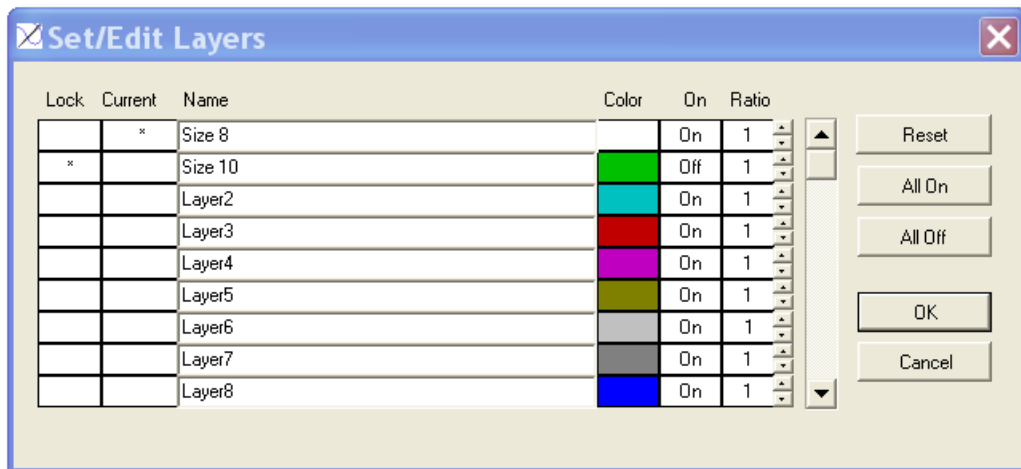 Set/Edit Layers
Lock Current Name Color On Ratio
* Size 8 On 1
Reset
* Size 10 Off 1
All On
Layer2 On 1
Layer3 On 1
All Off
Layer4 On 1
Layer5 On 1
OK
Layer6 On 1
Layer7 On 1
Cancel
Layer8 On 1